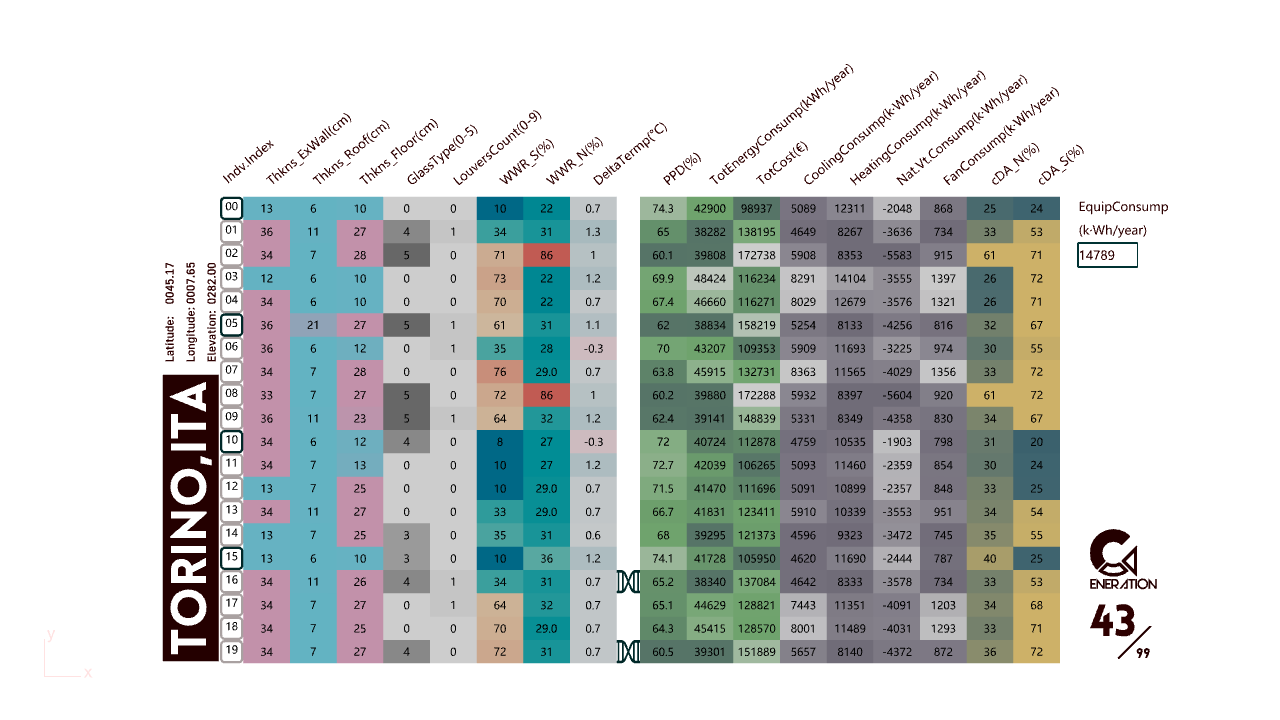 Indv.Index Thkns_ExWall(cm) Thkns_Roof(cm) Thkns_Floor(cm) GlassType(0-5) LouversCount(0-9) WWR_S(%) WWR_N(%) DeltaTermp(°C) PPD(%) TotEnergyConsump(kWh/year) TotCost(€) CoolingConsump(k·Wh/year) HeatingConsump(k·Wh/year) Nat.Vt.Consump(k·Wh/year) FanConsump(k·Wh/year) cDA_N(%) cDA_S(%)
00 13 6 10 0 0 10 22 0.7 74.3 42900 98937 5089 12311 -2048 868 25 24
01 36 11 27 4 1 34 31 1.3 65 38282 138195 4649 8267 -3636 734 33 53
02 34 7 28 5 0 71 86 1 60.1 39808 172738 5908 8353 -5583 915 61 71
03 12 6 10 0 0 73 22 1.2 69.9 48424 116234 8291 14104 -3555 1397 26 72
04 34 6 10 0 0 70 22 0.7 67.4 46660 116271 8029 12679 -3576 1321 26 71
05 36 21 27 5 1 61 31 1.1 62 38834 158219 5254 8133 -4256 816 32 67
06 36 6 12 0 1 35 28 -0.3 70 43207 109353 5909 11693 -3225 974 30 55
07 34 7 28 0 0 76 29.0 0.7 63.8 45915 132731 8363 11565 -4029 1356 33 72
08 33 7 27 5 0 72 86 1 60.2 39880 172288 5932 8397 -5604 920 61 72
09 36 11 23 5 1 64 32 1.2 62.4 39141 148839 5331 8349 -4358 830 34 67
10 34 6 12 4 0 8 27 -0.3 72 40724 112878 4759 10535 -1903 798 31 20
11 34 7 13 0 0 10 27 1.2 72.7 42039 106265 5093 11460 -2359 854 30 24
12 13 7 25 0 0 10 29.0 0.7 71.5 41470 111696 5091 10899 -2357 848 33 25
13 34 11 27 0 0 33 29.0 0.7 66.7 41831 123411 5910 10339 -3553 951 34 54
14 13 7 25 3 0 35 31 0.6 68 39295 121373 4596 9323 -3472 745 35 55
15 13 6 10 3 0 10 36 1.2 74.1 41728 105950 4620 11690 -2444 787 40 25
16 34 11 26 4 1 34 31 0.7 65.2 38340 137084 4642 8333 -3578 734 33 53
17 34 7 27 0 1 64 32 0.7 65.1 44629 128821 7443 11351 -4091 1203 34 68
18 34 7 25 0 0 70 29.0 0.7 64.3 45415 128570 8001 11489 -4031 1293 33 71
19 34 7 27 4 0 72 31 0.7 60.5 39301 151889 5657 8140 -4372 872 36 72
Latitude: 0045.17
Longitude: 0007.65
Elevation: 0282.00
TORINO,ITA
EquipConsump
(k·Wh/year)
14789
GENERATION
43/99
y
x